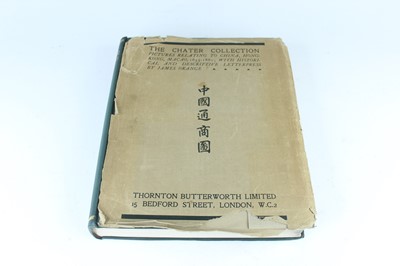 THE CHATER COLLECTION
PICTURES RELATING TO CHINA, HONG
KONG, MACAO, 1655-1860; WITH HISTORI-
CAL AND DESCRIPTIVE LETTERPRESS
BY JAMES ORANGE
中國通商圖
THORNTON BUTTERWORTH LIMITED
15 BEDFORD STREET, LONDON, W.C.2